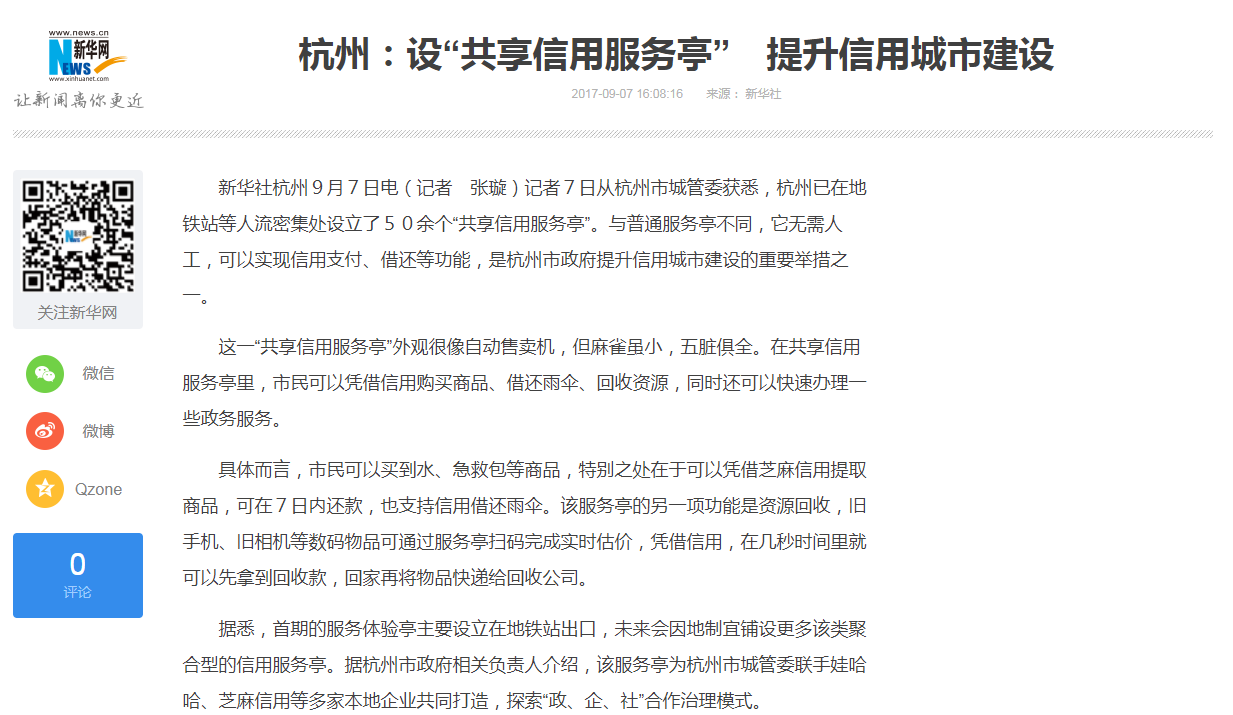 www.news.cn
新华网
NEWS
www.xinhuanet.com
让新闻离你更近
杭州：设“共享信用服务亭”　提升信用城市建设
2017-09-07 16:08:16　来源： 新华社
关注新华网
微信
微博
Qzone
0
评论
新华社杭州９月７日电（记者　张璇）记者７日从杭州市城管委获悉，杭州已在地
铁站等人流密集处设立了５０余个“共享信用服务亭”。与普通服务亭不同，它无需人
工，可以实现信用支付、借还等功能，是杭州市政府提升信用城市建设的重要举措之
一。
这一“共享信用服务亭”外观很像自动售卖机，但麻雀虽小，五脏俱全。在共享信用
服务亭里，市民可以凭借信用购买商品、借还雨伞、回收资源，同时还可以快速办理一
些政务服务。
具体而言，市民可以买到水、急救包等商品，特别之处在于可以凭借芝麻信用提取
商品，可在７日内还款，也支持信用借还雨伞。该服务亭的另一项功能是资源回收，旧
手机、旧相机等数码物品可通过服务亭扫码完成实时估价，凭借信用，在几秒时间里就
可以先拿到回收款，回家再将物品快递给回收公司。
据悉，首期的服务体验亭主要设立在地铁站出口，未来会因地制宜铺设更多该类聚
合型的信用服务亭。据杭州市政府相关负责人介绍，该服务亭为杭州市城管委联手娃哈
哈、芝麻信用等多家本地企业共同打造，探索“政、企、社”合作治理模式。